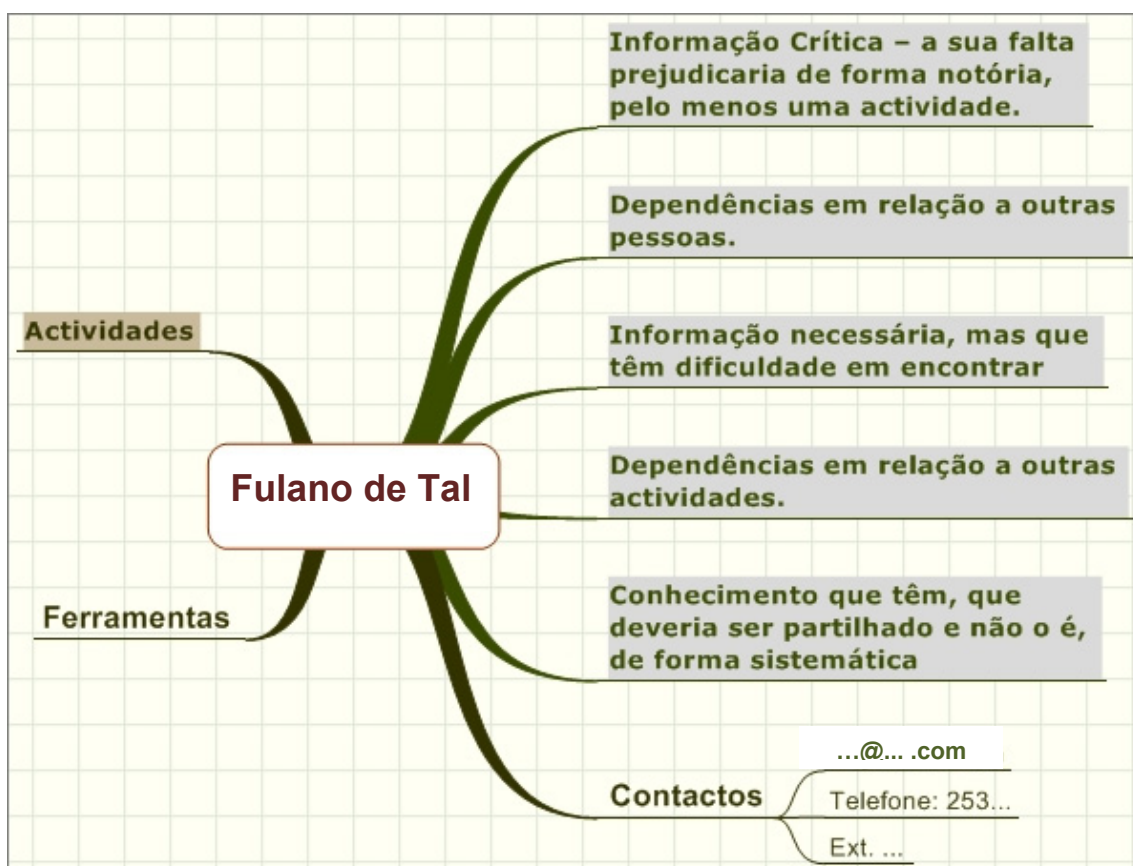 Informação Crítica – a sua falta
prejudicaria de forma notória,
pelo menos uma actividade.
Dependências em relação a outras
pessoas.
Actividades
Informação necessária, mas que
têm dificuldade em encontrar
Fulano de Tal
Dependências em relação a outras
actividades.
Ferramentas
Conhecimento que têm, que
deveria ser partilhado e não o é,
de forma sistemática
Contactos
...@... .com
Telefone: 253...
Ext. ...